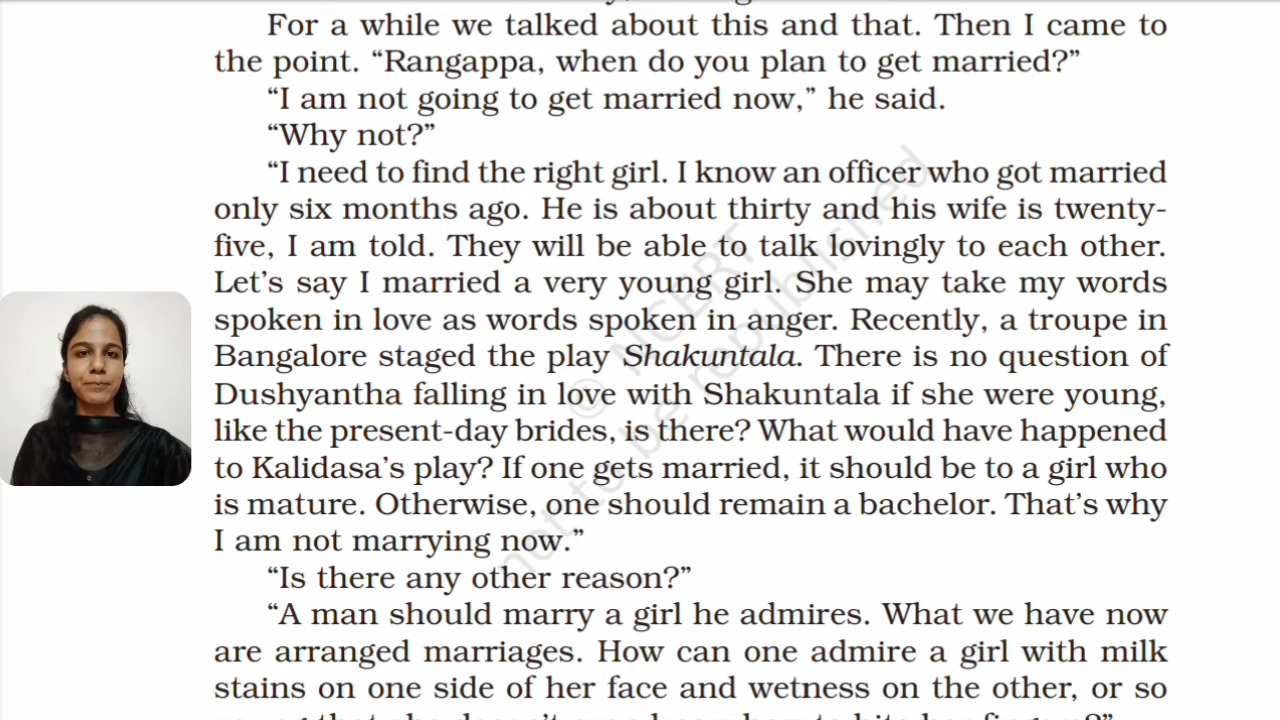 For a while we talked about this and that. Then I came to
the point. “Rangappa, when do you plan to get married?”
“I am not going to get married now,” he said.
“Why not?”
“I need to find the right girl. I know an officer who got married
only six months ago. He is about thirty and his wife is twenty-
five, I am told. They will be able to talk lovingly to each other.
Let’s say I married a very young girl. She may take my words
spoken in love as words spoken in anger. Recently, a troupe in
Bangalore staged the play Shakuntala. There is no question of
Dushyantha falling in love with Shakuntala if she were young,
like the present-day brides, is there? What would have happened
to Kalidasa’s play? If one gets married, it should be to a girl who
is mature. Otherwise, one should remain a bachelor. That’s why
I am not marrying now.”
“Is there any other reason?”
“A man should marry a girl he admires. What we have now
are arranged marriages. How can one admire a girl with milk
stains on one side of her face and wetness on the other, or so
© NCERT
not to be republished